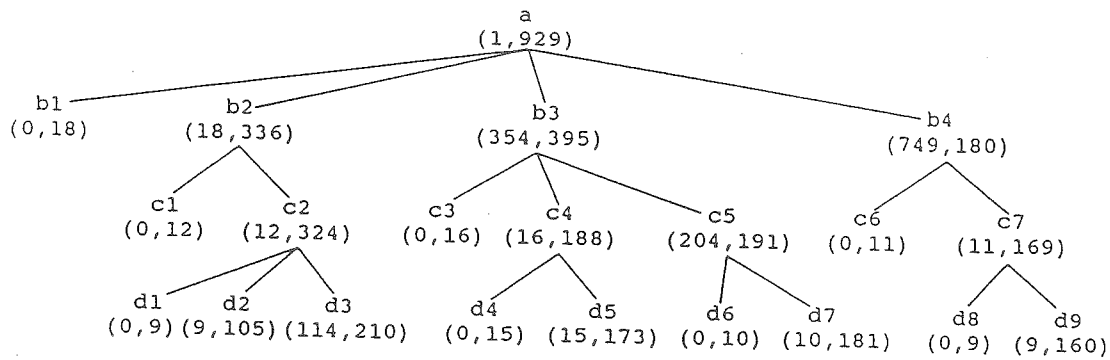 a
(1,929)
b1 b2 b3 b4
(0,18) (18,336) (354,395) (749,180)
c1 c2 c3 c4 c5 c6 c7
(0,12) (12,324) (0,16) (16,188) (204,191) (0,11) (11,169)
d1 d2 d3 d4 d5 d6 d7 d8 d9
(0,9) (9,105) (114,210) (0,15) (15,173) (0,10) (10,181) (0,9) (9,160)